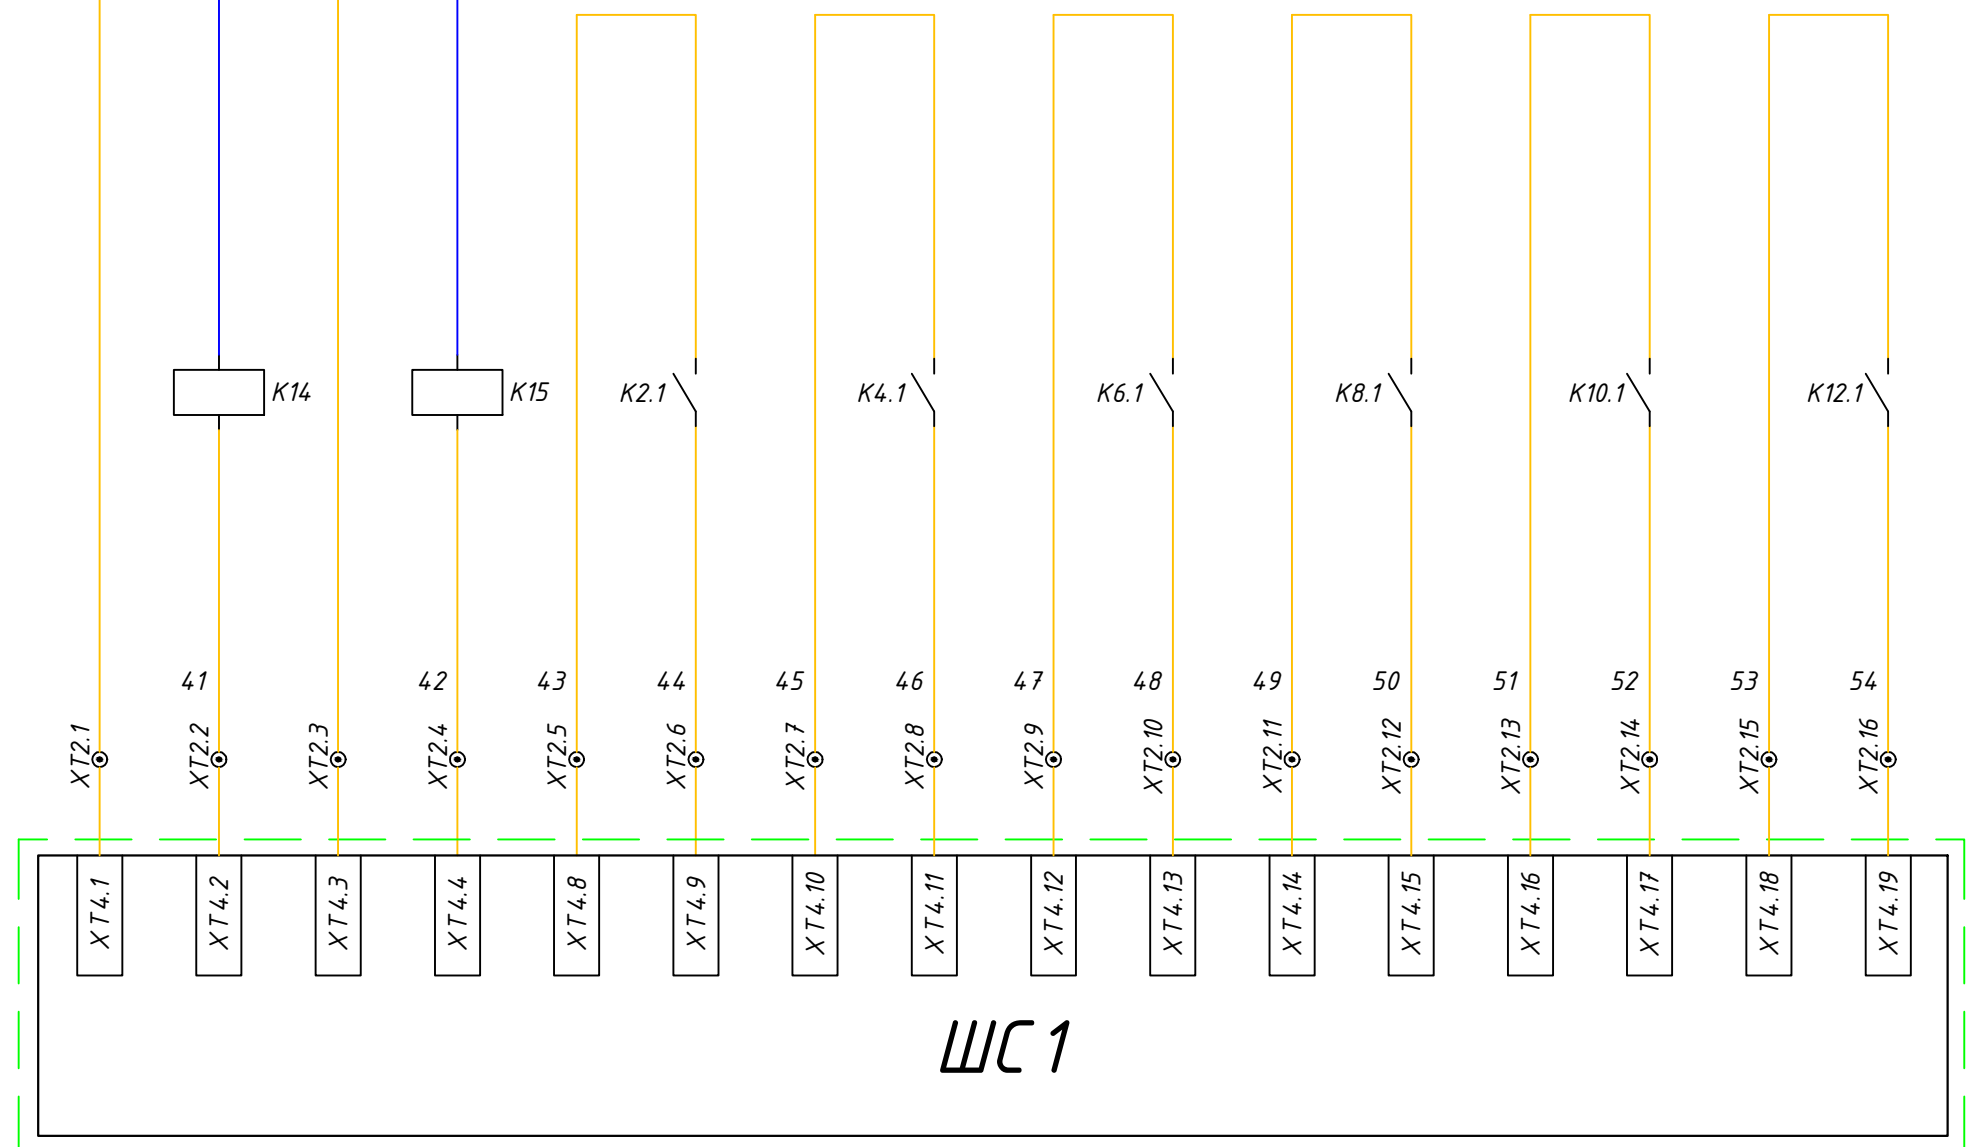 K14 K15 K2.1 K4.1 K6.1 K8.1 K10.1 K12.1
41 42 43 44 45 46 47 48 49 50 51 52 53 54
XT2.1 XT2.2 XT2.3 XT2.4 XT2.5 XT2.6 XT2.7 XT2.8 XT2.9 XT2.10 XT2.11 XT2.12 XT2.13 XT2.14 XT2.15 XT2.16
XT4.1 XT4.2 XT4.3 XT4.4 XT4.8 XT4.9 XT4.10 XT4.11 XT4.12 XT4.13 XT4.14 XT4.15 XT4.16 XT4.17 XT4.18 XT4.19
ШС1